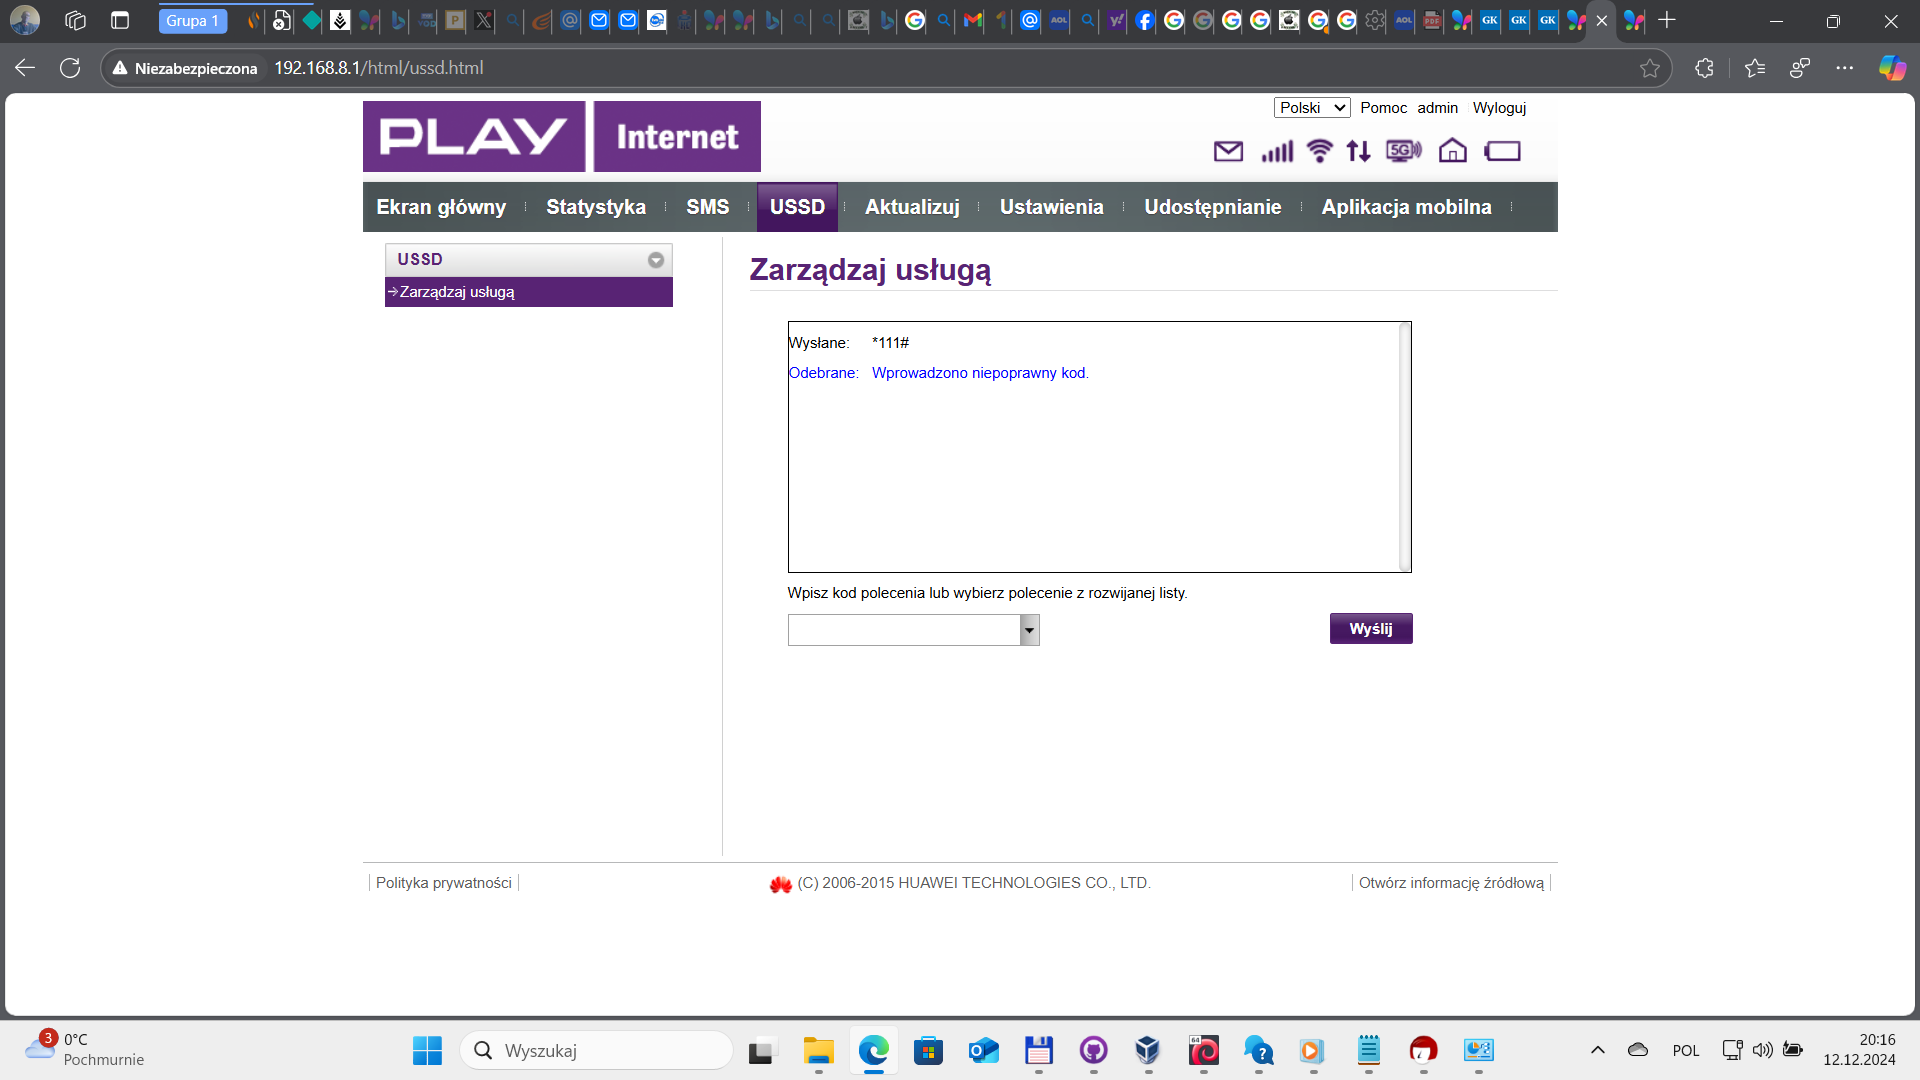 Grupa 1
Niezabezpieczona 192.168.8.1/html/ussd.html
Polski Pomoc admin Wyloguj
PLAY Internet
5G
Ekran główny Statystyka SMS USSD Aktualizuj Ustawienia Udostępnianie Aplikacja mobilna
USSD
Zarządzaj usługą
Zarządzaj usługą
Wysłane: *111#
Odebrane: Wprowadzono niepoprawny kod.
Wpisz kod polecenia lub wybierz polecenie z rozwijanej listy.
Wyślij
Polityka prywatności
(C) 2006-2015 HUAWEI TECHNOLOGIES CO., LTD.
Otwórz informację źródłową
3
0°C
Pochmurnie
Wyszukaj
POL
20:16
12.12.2024